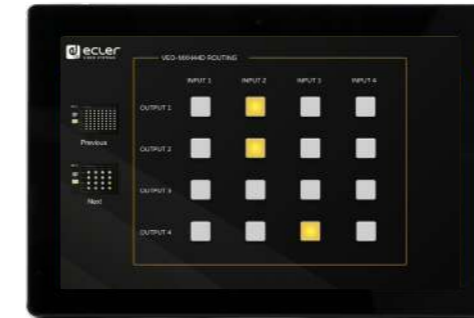 ecler
VEO-MXH44D ROUTING
INPUT 1 INPUT 2 INPUT 3 INPUT 4
OUTPUT 1
Previous
OUTPUT 2
OUTPUT 3
Next
OUTPUT 4